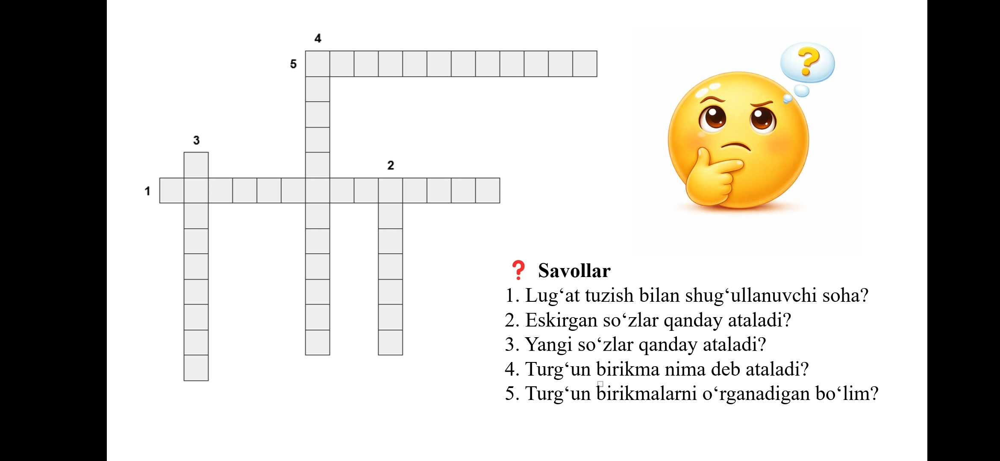 4
5
3
2
1
?
❓ Savollar
1. Lug‘at tuzish bilan shug‘ullanuvchi soha?
2. Eskirgan so‘zlar qanday ataladi?
3. Yangi so‘zlar qanday ataladi?
4. Turg‘un birikma nima deb ataladi?
5. Turg‘un birikmalarni o‘rganadigan bo‘lim?